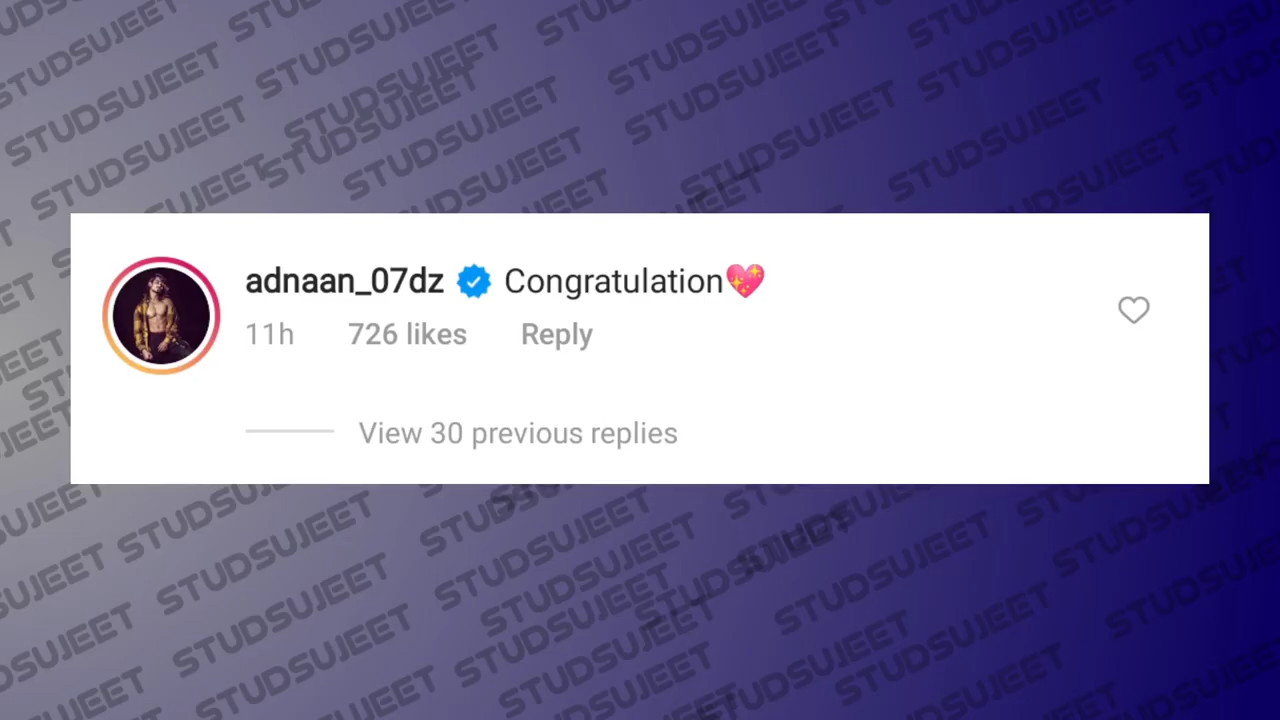 adnaan_07dz Congratulation💖
11h 726 likes Reply
View 30 previous replies
STUDSUJEET